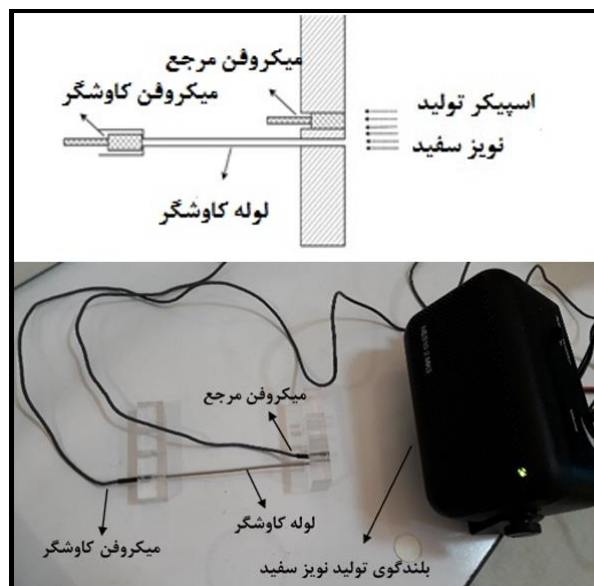 میکروفن مرجع
میکروفن کاوشگر
اسپیکر تولید
نویز سفید
لوله کاوشگر
میکروفن مرجع
لوله کاوشگر
میکروفن کاوشگر
بلندگوی تولید نویز سفید